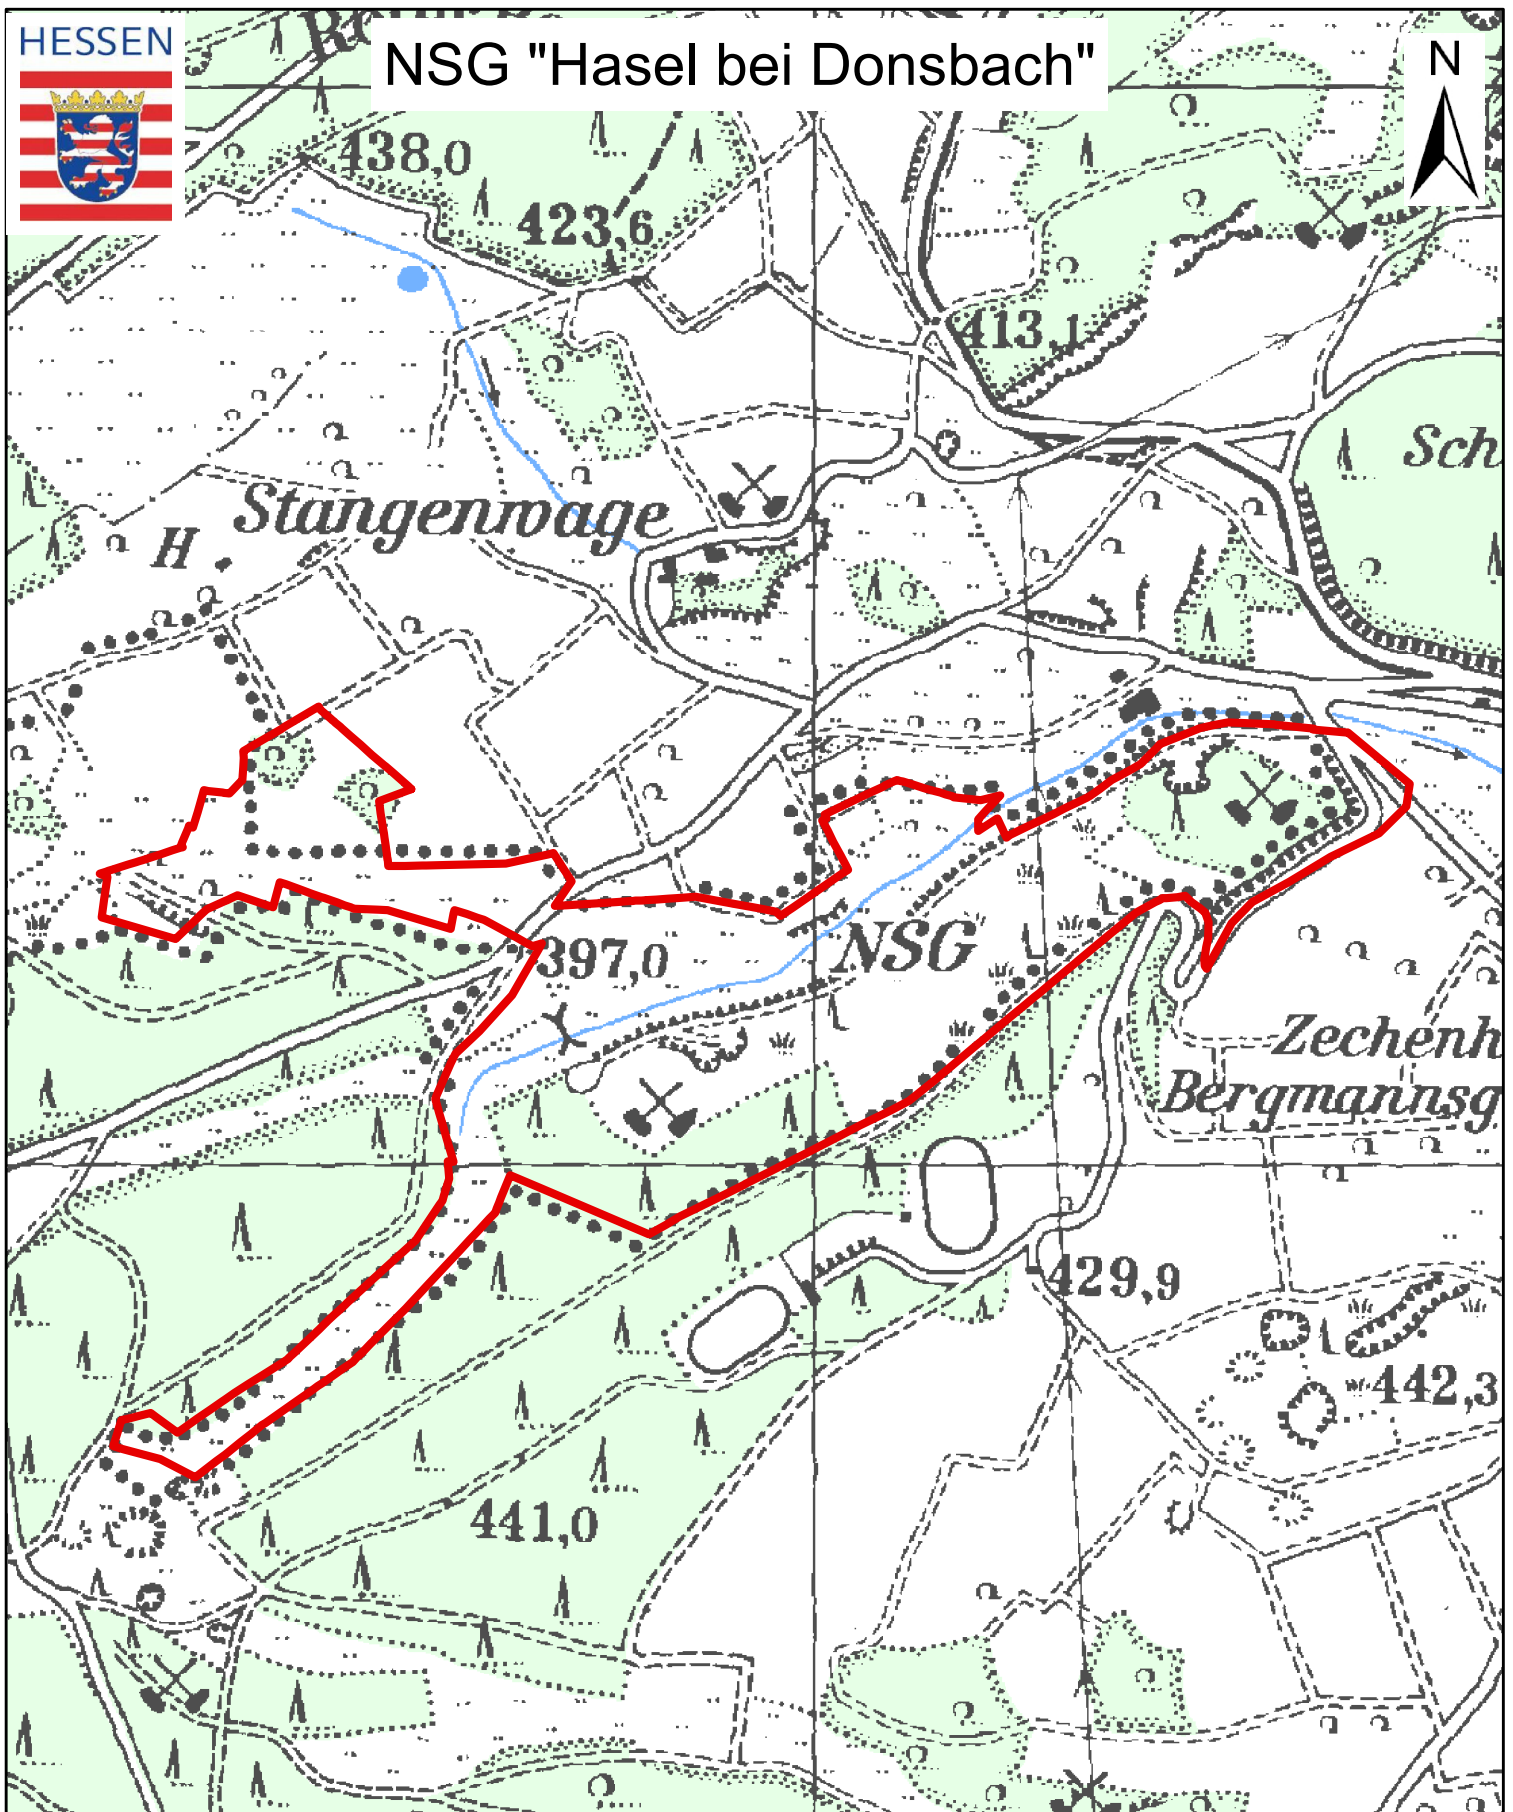 HESSEN
NSG "Hasel bei Donsbach"
N
438,0
423,6
413,1
Sch
Stangenwage
H
397,0
NSG
Zechenh
Bergmannsg
429,9
442,3
441,0